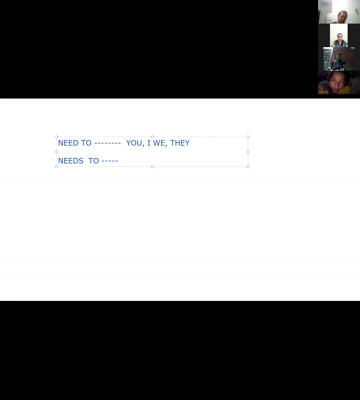 NEED TO -------- YOU, I WE, THEY
NEEDS TO -----